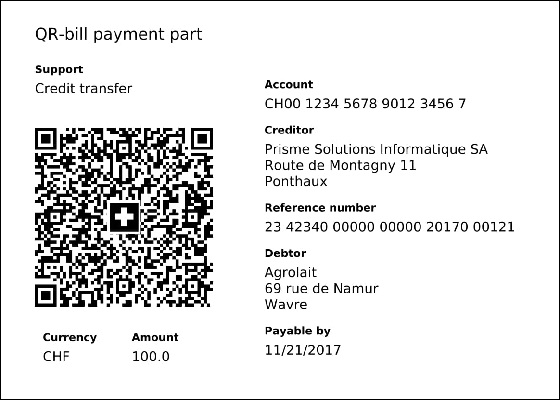 QR-bill payment part
Support
Credit transfer
Currency
CHF
Amount
100.0
Account
CH00 1234 5678 9012 3456 7
Creditor
Prisme Solutions Informatique SA
Route de Montagny 11
Ponthaux
Reference number
23 42340 00000 00000 20170 00121
Debtor
Agrolait
69 rue de Namur
Wavre
Payable by
11/21/2017